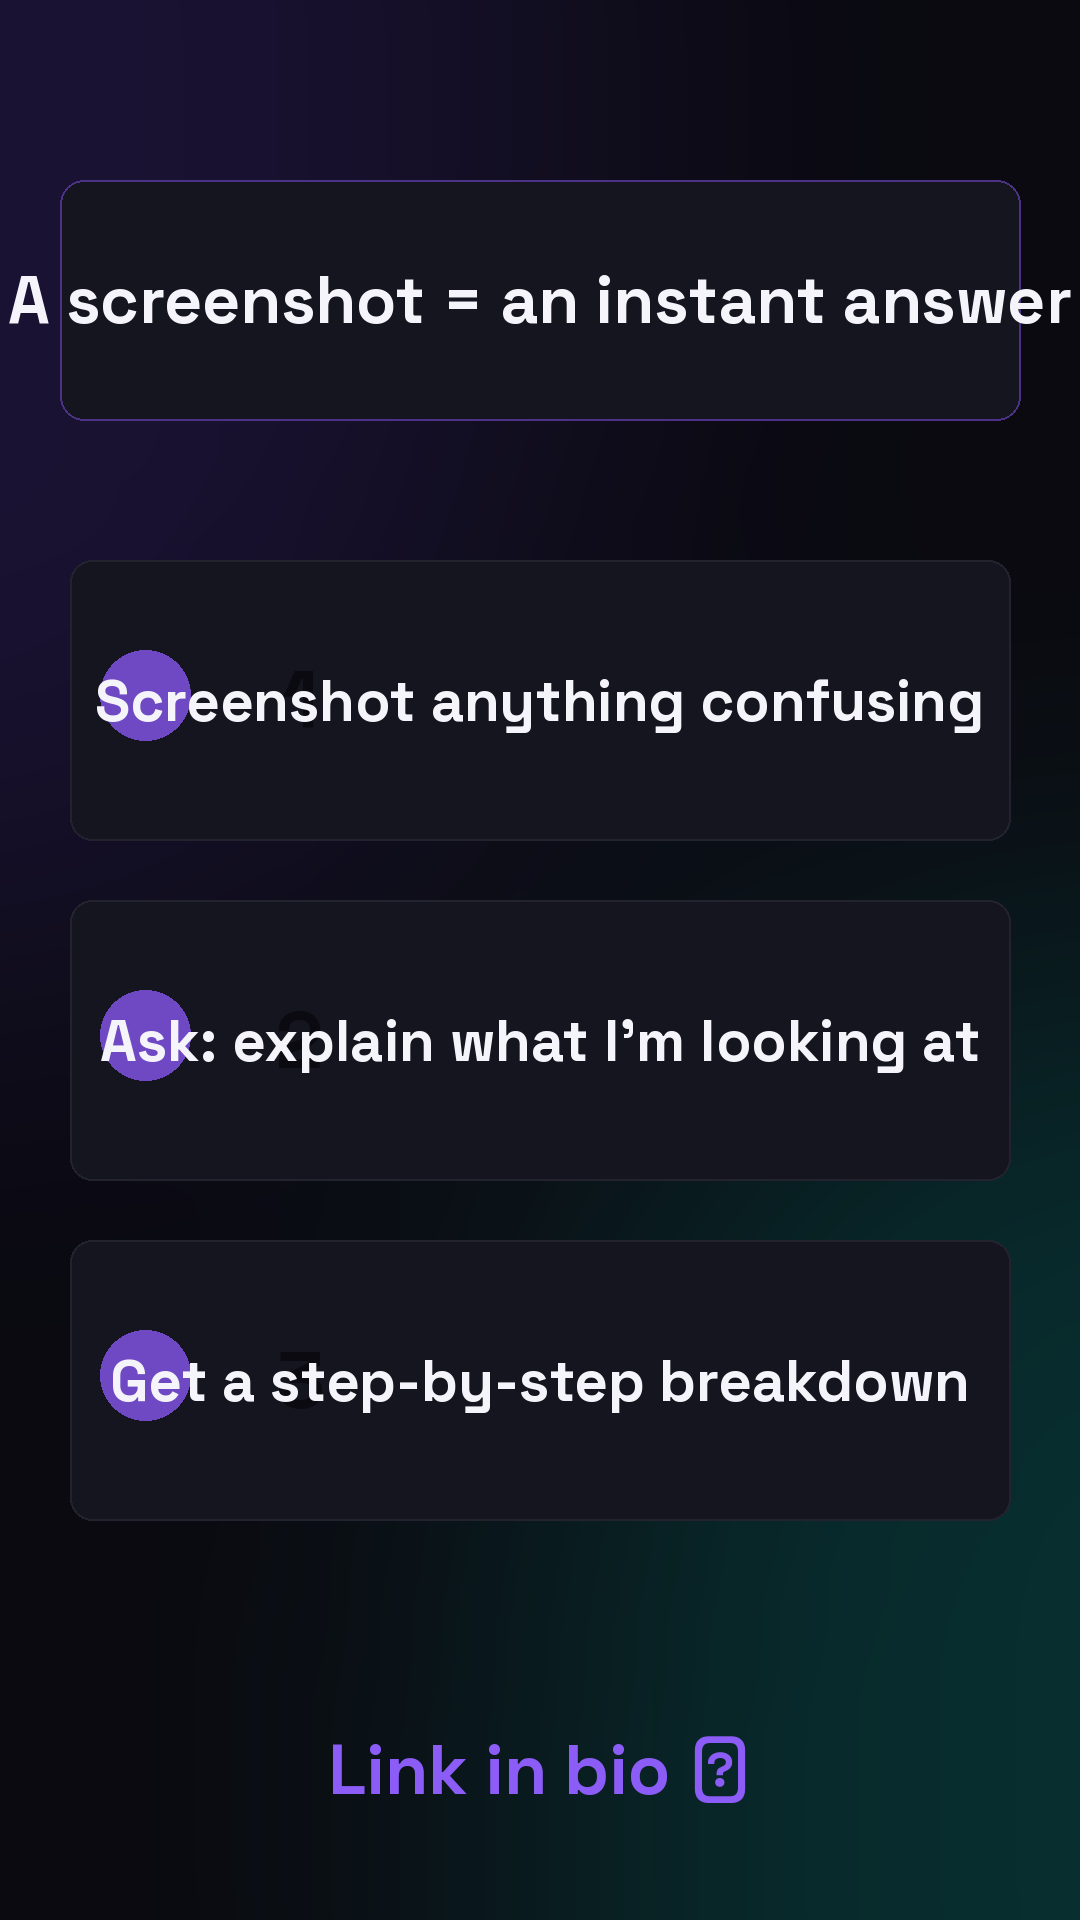 A screenshot = an instant answer
Screenshot anything confusing
Ask: explain what I’m looking at
Get a step-by-step breakdown
Link in bio